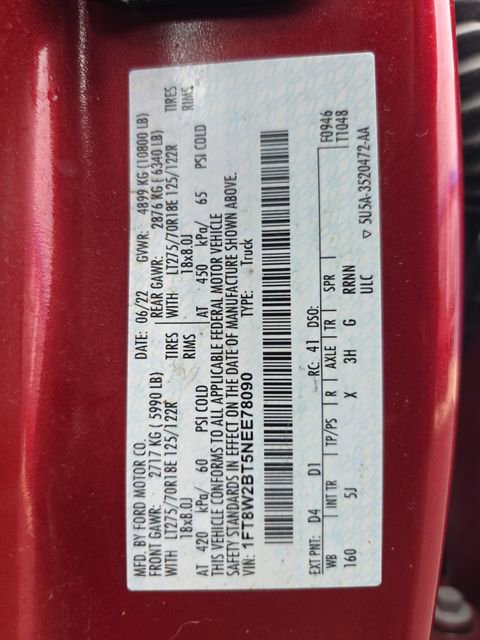 MFD. BY FORD MOTOR CO. DATE: 06/22 GVWR: 4899 KG (10800 LB)
FRONT GAWR: 2717 KG (5990 LB) REAR GAWR: 2876 KG (6340 LB)
WITH LT275/70R18E 125/122R TIRES WITH LT275/70R18E 125/122R TIRES
18x8.0J RIMS 18x8.0J RIMS
AT 420 kPa/ 60 PSI COLD AT 450 kPa/ 65 PSI COLD
THIS VEHICLE CONFORMS TO ALL APPLICABLE FEDERAL MOTOR VEHICLE
SAFETY STANDARDS IN EFFECT ON THE DATE OF MANUFACTURE SHOWN ABOVE.
VIN: 1FT8W2BT5NEE78090 TYPE: Truck
F0946
T1048
EXT PNT: D4 D1 RC: 41 DSO:
WB INT TR TP/PS R AXLE TR SPR
160 5J X 3H G RRNN
ULC ▽ 5U5A-3520472-AA